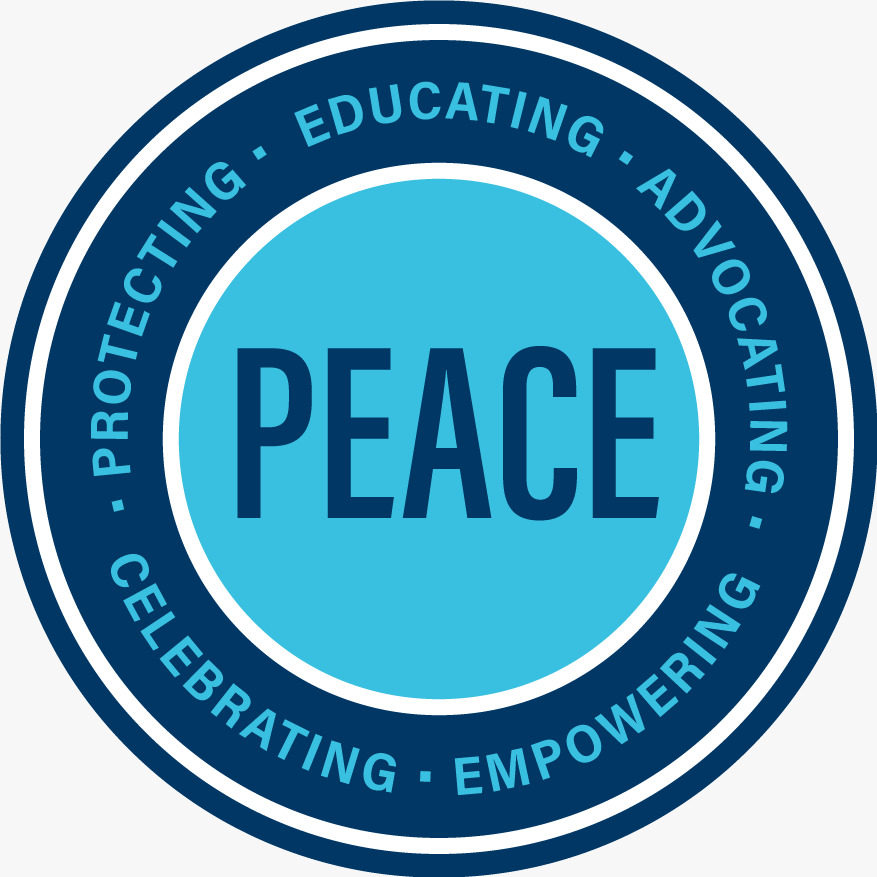 PROTECTING · EDUCATING · ADVOCATING ·
PEACE
· CELEBRATING · EMPOWERING